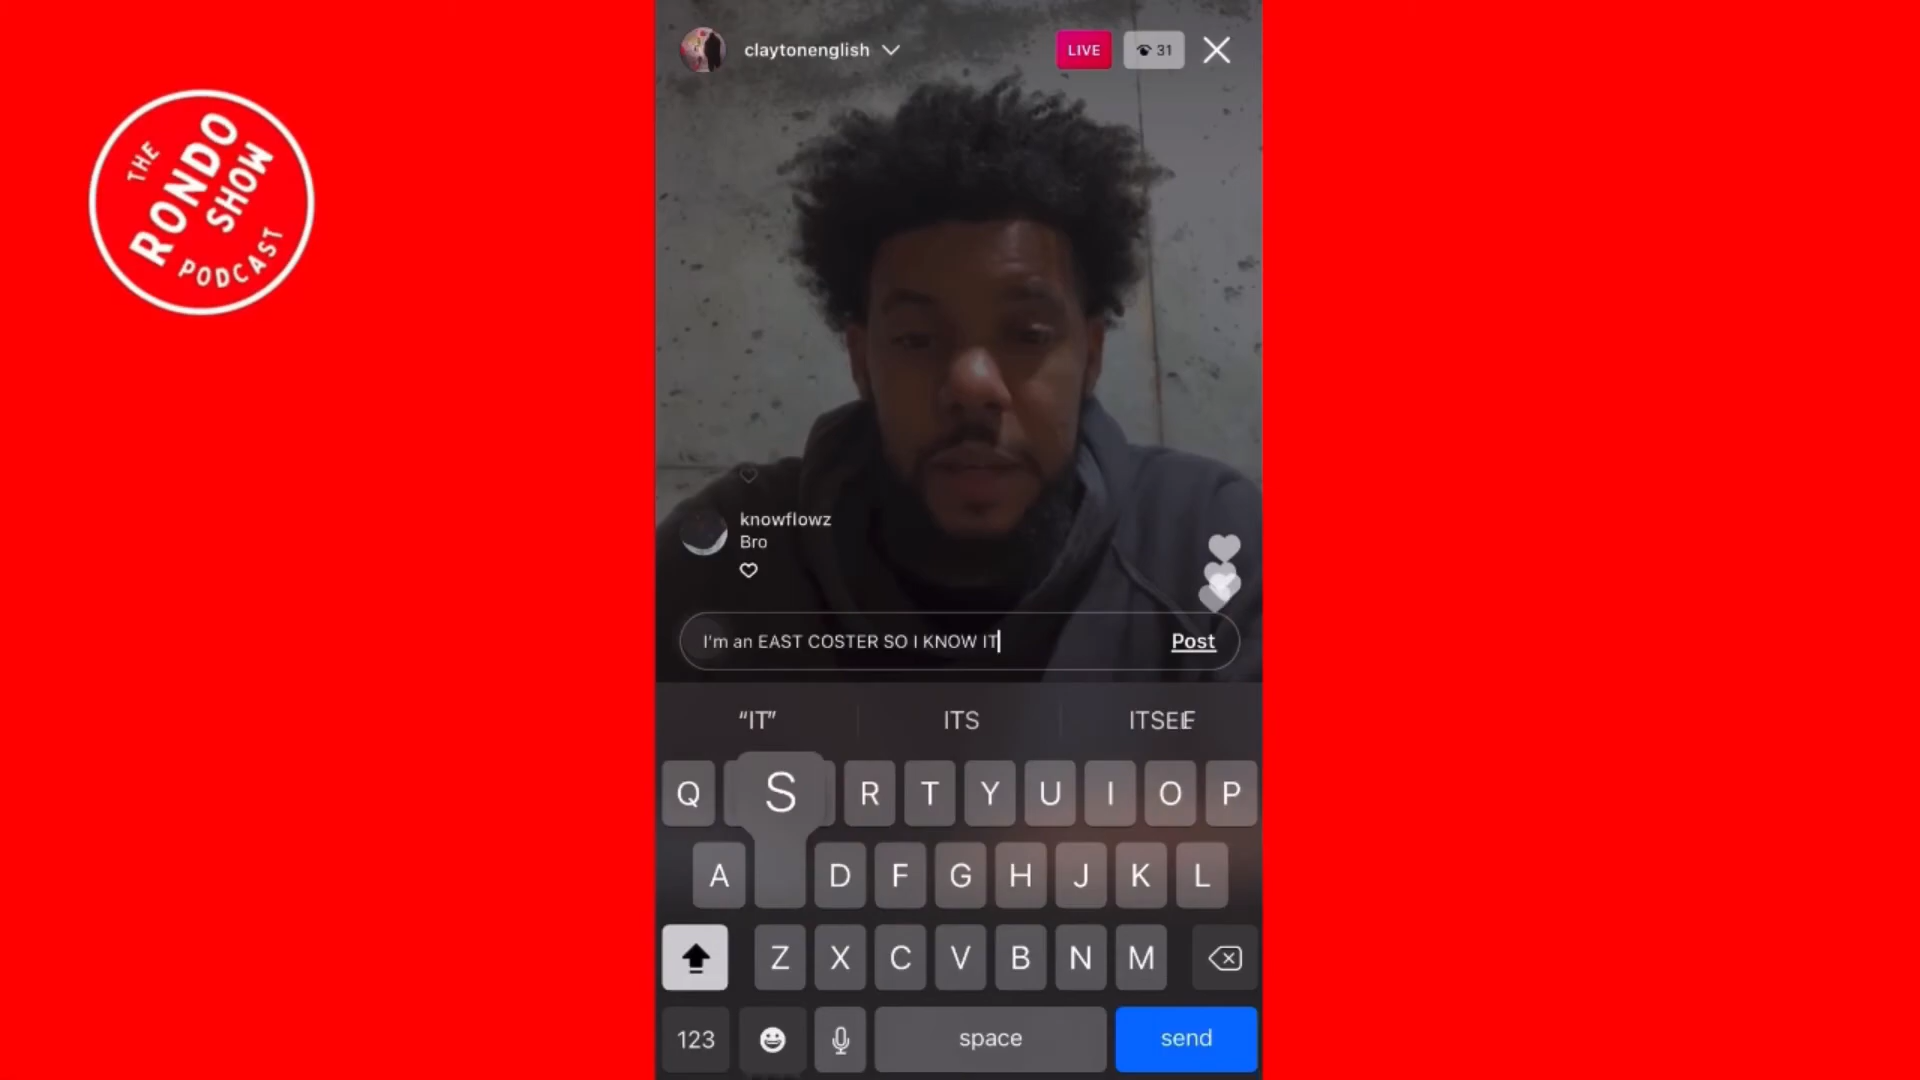 THE
RONDO
SHOW
PODCAST
claytonenglish
LIVE
31
knowflowz
Bro
I'm an EAST COSTER SO I KNOW IT
Post
“IT”
ITS
Q
S
R
T
Y
U
I
O
P
A
D
F
G
H
J
K
L
Z
X
C
V
B
N
M
123
space
send